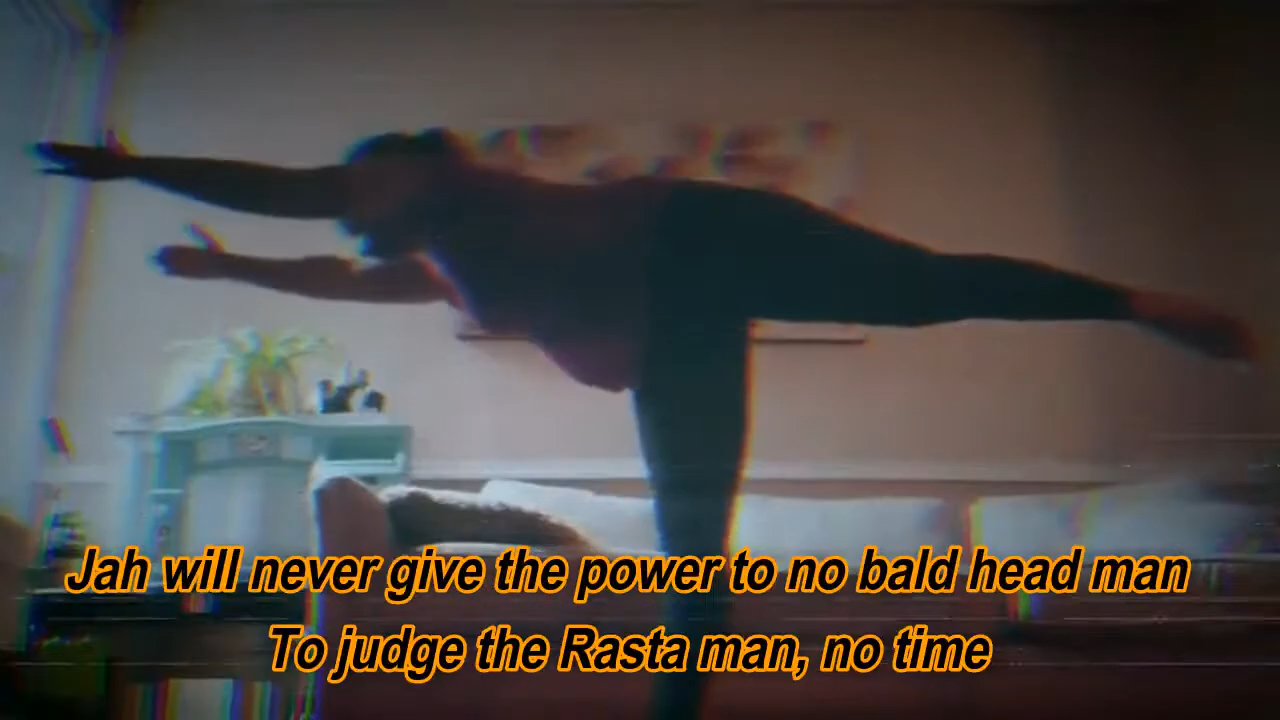 Jah will never give the power to no bald head man
To judge the Rasta man, no time